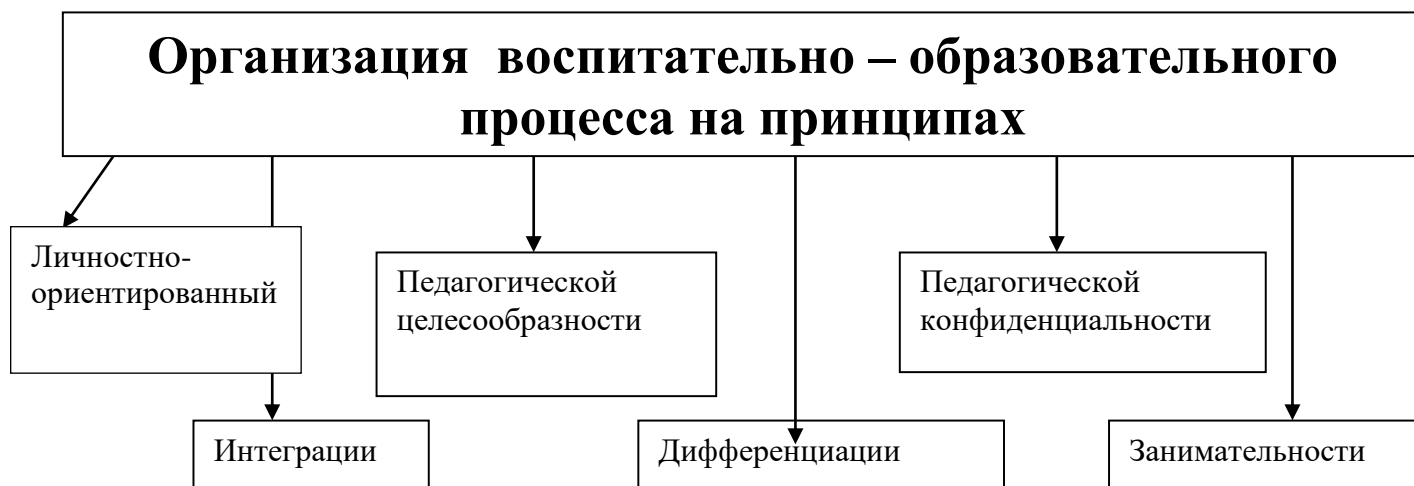 Организация воспитательно – образовательного
процесса на принципах
Личностно-
ориентированный
Педагогической
целесообразности
Педагогической
конфиденциальности
Интеграции
Дифференциации
Занимательности